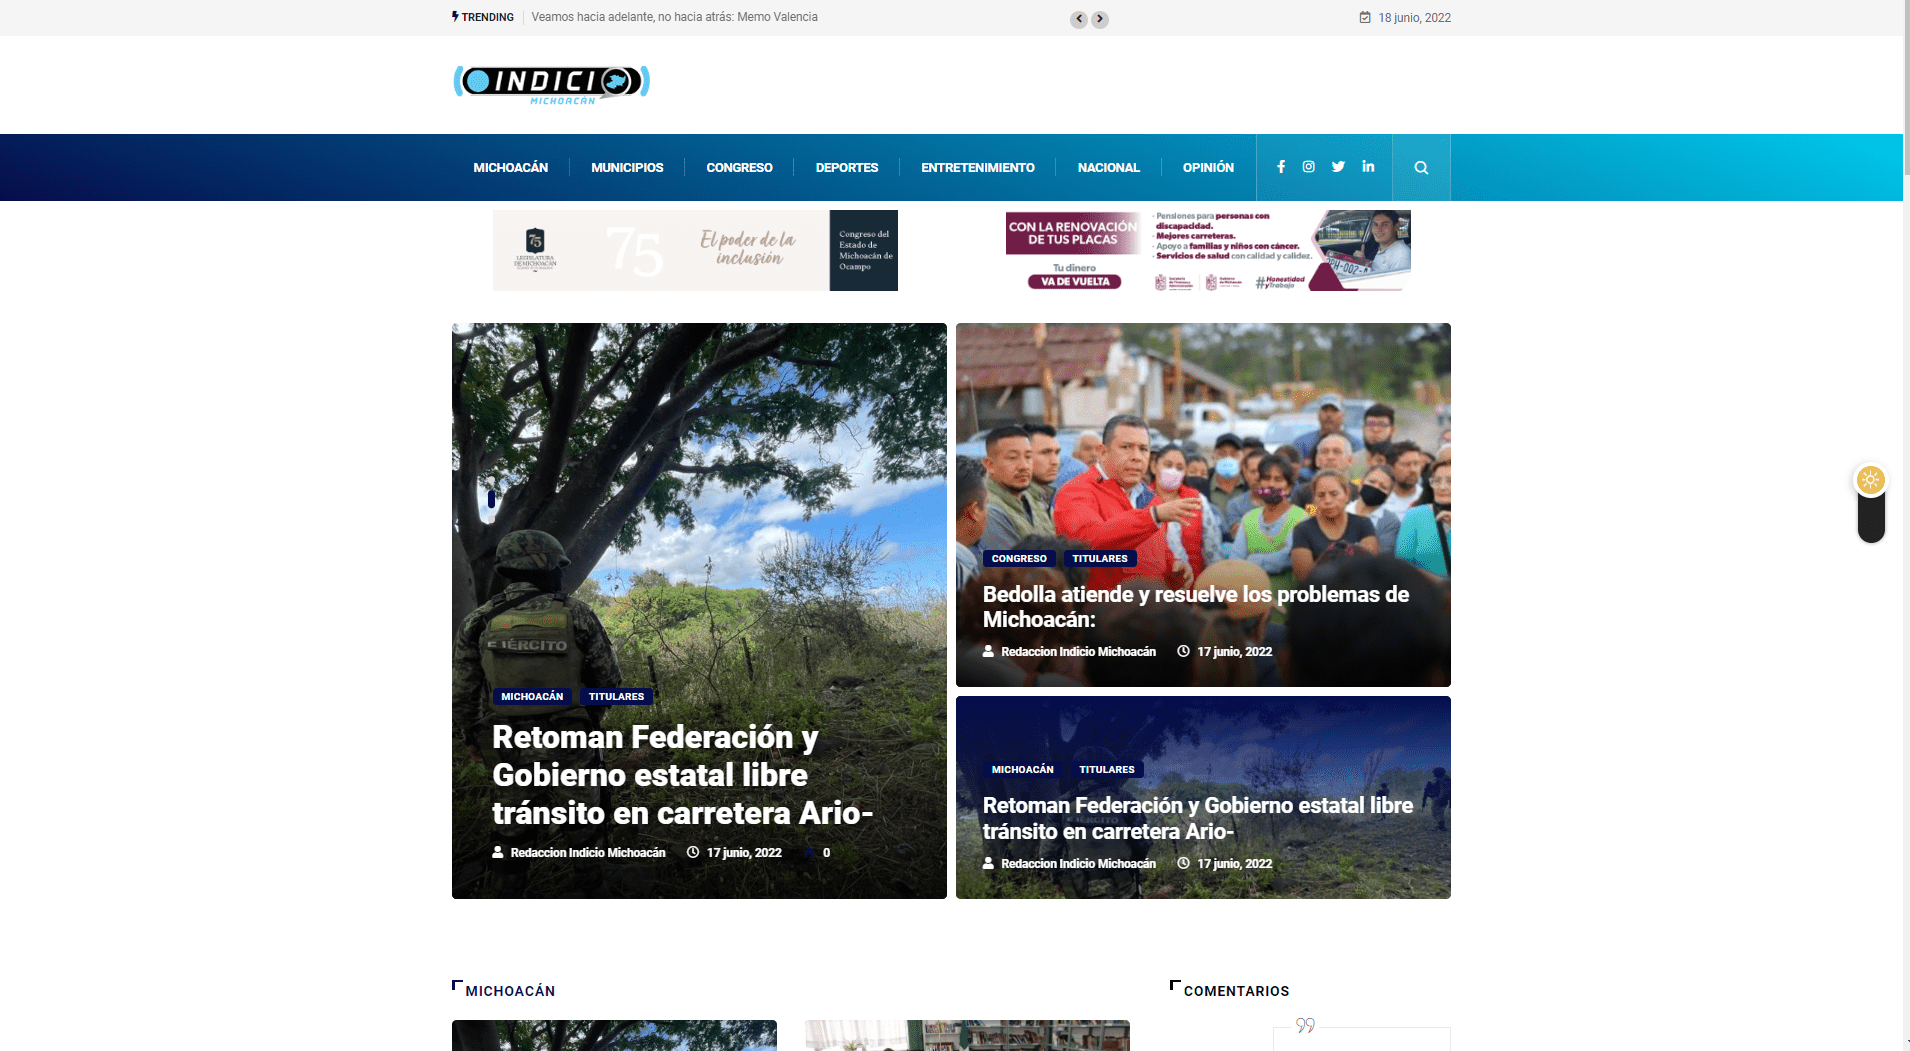 TRENDING
Veamos hacia adelante, no hacia atrás: Memo Valencia
18 junio, 2022
INDICIO
MICHOACÁN
MICHOACÁN
MUNICIPIOS
CONGRESO
DEPORTES
ENTRETENIMIENTO
NACIONAL
OPINIÓN
75
LEGISLATURA
DE MICHOACÁN
75
El poder de la
inclusión
Congreso del
Estado de
Michoacán de
Ocampo
CON LA RENOVACIÓN
DE TUS PLACAS
Tu dinero
VA DE VUELTA
· Pensiones para personas con
discapacidad.
· Mejores carreteras.
· Apoyo a familias y niños con cáncer.
· Servicios de salud con calidad y calidez.
#Honestidad
yTrabajo
EJÉRCITO
MICHOACÁN
TITULARES
Retoman Federación y
Gobierno estatal libre
tránsito en carretera Ario-
Redaccion Indicio Michoacán
17 junio, 2022
0
CONGRESO
TITULARES
Bedolla atiende y resuelve los problemas de
Michoacán:
Redaccion Indicio Michoacán
17 junio, 2022
MICHOACÁN
TITULARES
Retoman Federación y Gobierno estatal libre
tránsito en carretera Ario-
Redaccion Indicio Michoacán
17 junio, 2022
MICHOACÁN
COMENTARIOS